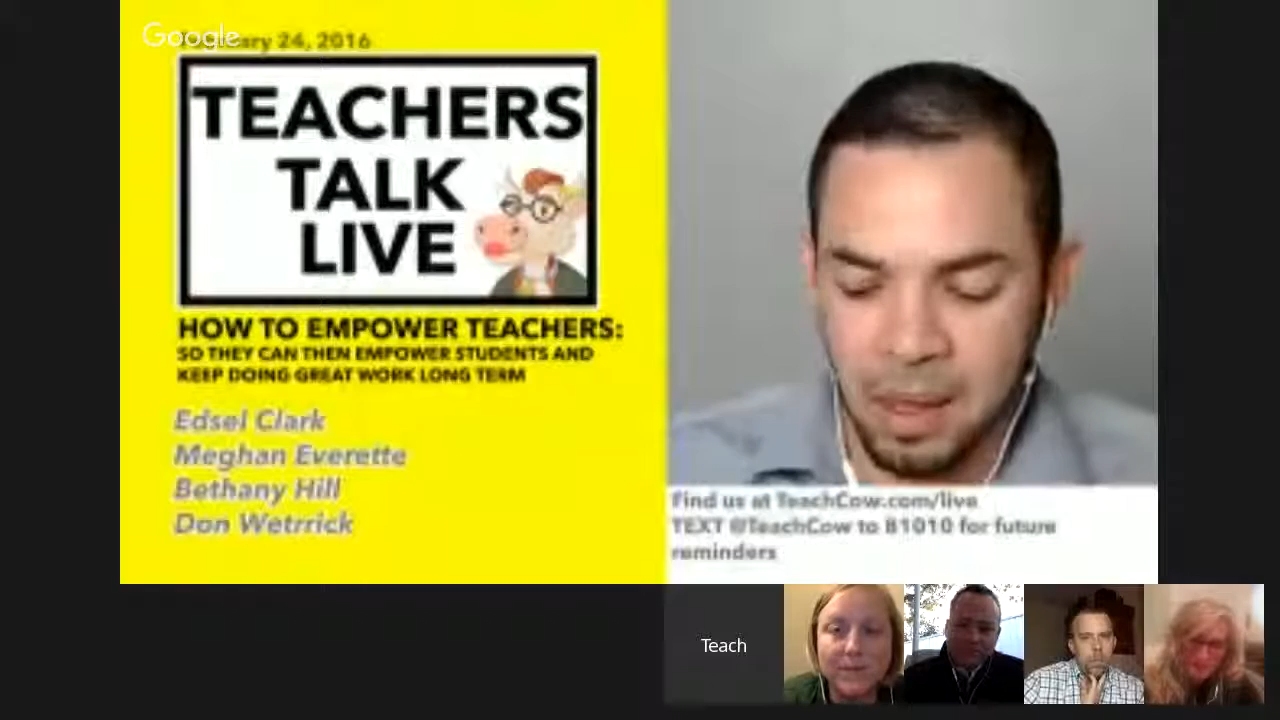 Google
24, 2016
TEACHERS
TALK
LIVE
HOW TO EMPOWER TEACHERS:
SO THEY CAN THEN EMPOWER STUDENTS AND
KEEP DOING GREAT WORK LONG TERM
Edsel Clark
Meghan Everette
Bethany Hill
Don Wetrrick
Find us at TeachCow.com/live
TEXT @TeachCow to 81010 for future
reminders
Teach